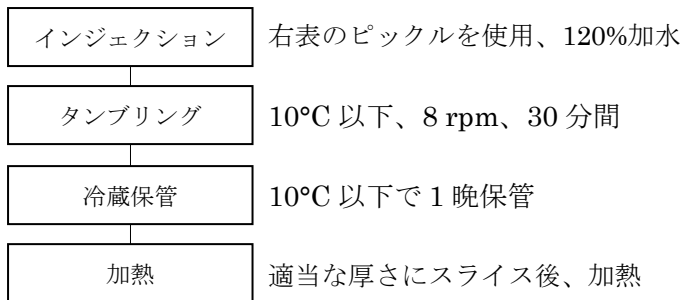 インジェクション 右表のピックルを使用、120%加水
タンブリング 10°C 以下、8 rpm、30 分間
冷蔵保管 10°C 以下で 1 晩保管
加熱 適当な厚さにスライス後、加熱